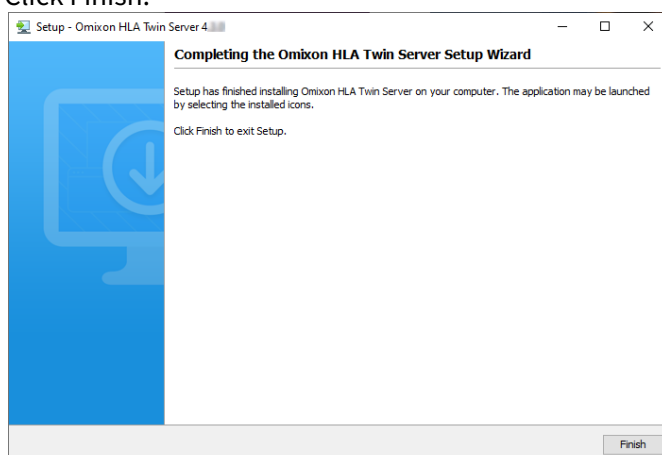 Click Finish.
Setup - Omixon HLA Twin Server 4
Completing the Omixon HLA Twin Server Setup Wizard
Setup has finished installing Omixon HLA Twin Server on your computer. The application may be launched
by selecting the installed icons.
Click Finish to exit Setup.
Finish